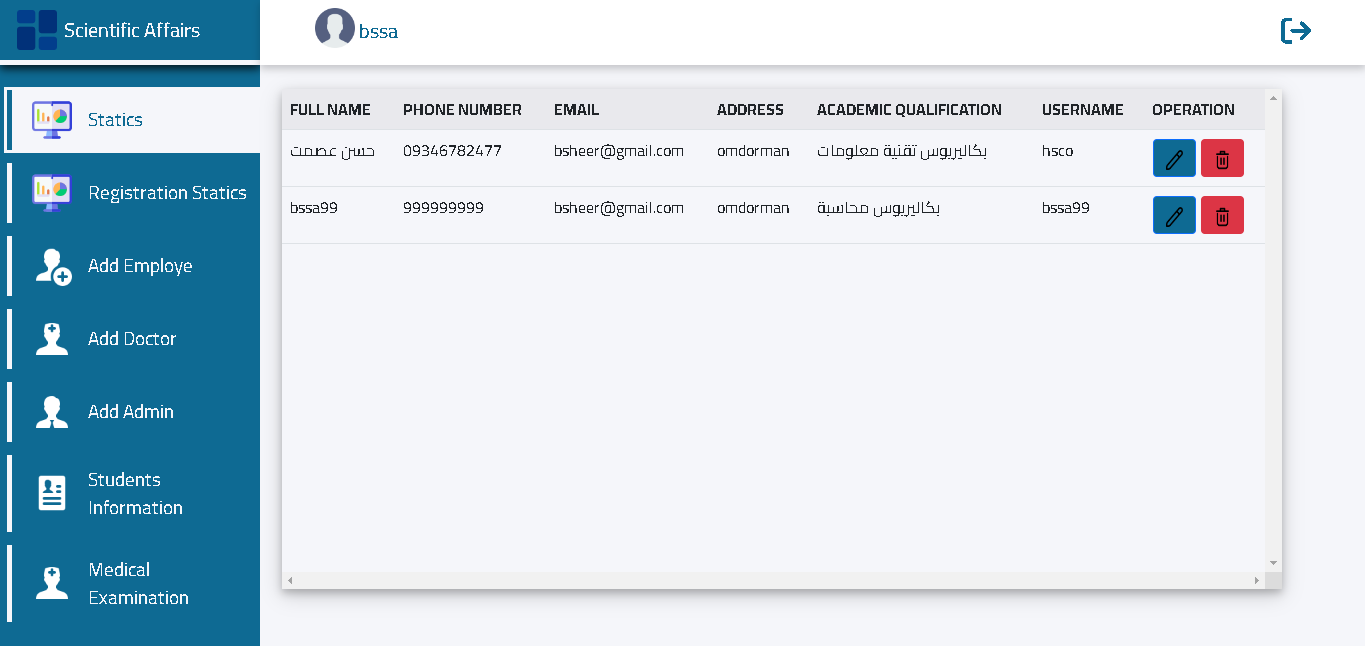 Scientific Affairs
bssa
Statics
Registration Statics
Add Employe
Add Doctor
Add Admin
Students
Information
Medical
Examination
FULL NAME PHONE NUMBER EMAIL ADDRESS ACADEMIC QUALIFICATION USERNAME OPERATION
حسن عصمت 09346782477 bsheer@gmail.com omdorman بكاليريوس تقنية معلومات hsco
bssa99 999999999 bsheer@gmail.com omdorman بكاليريوس محاسبة bssa99